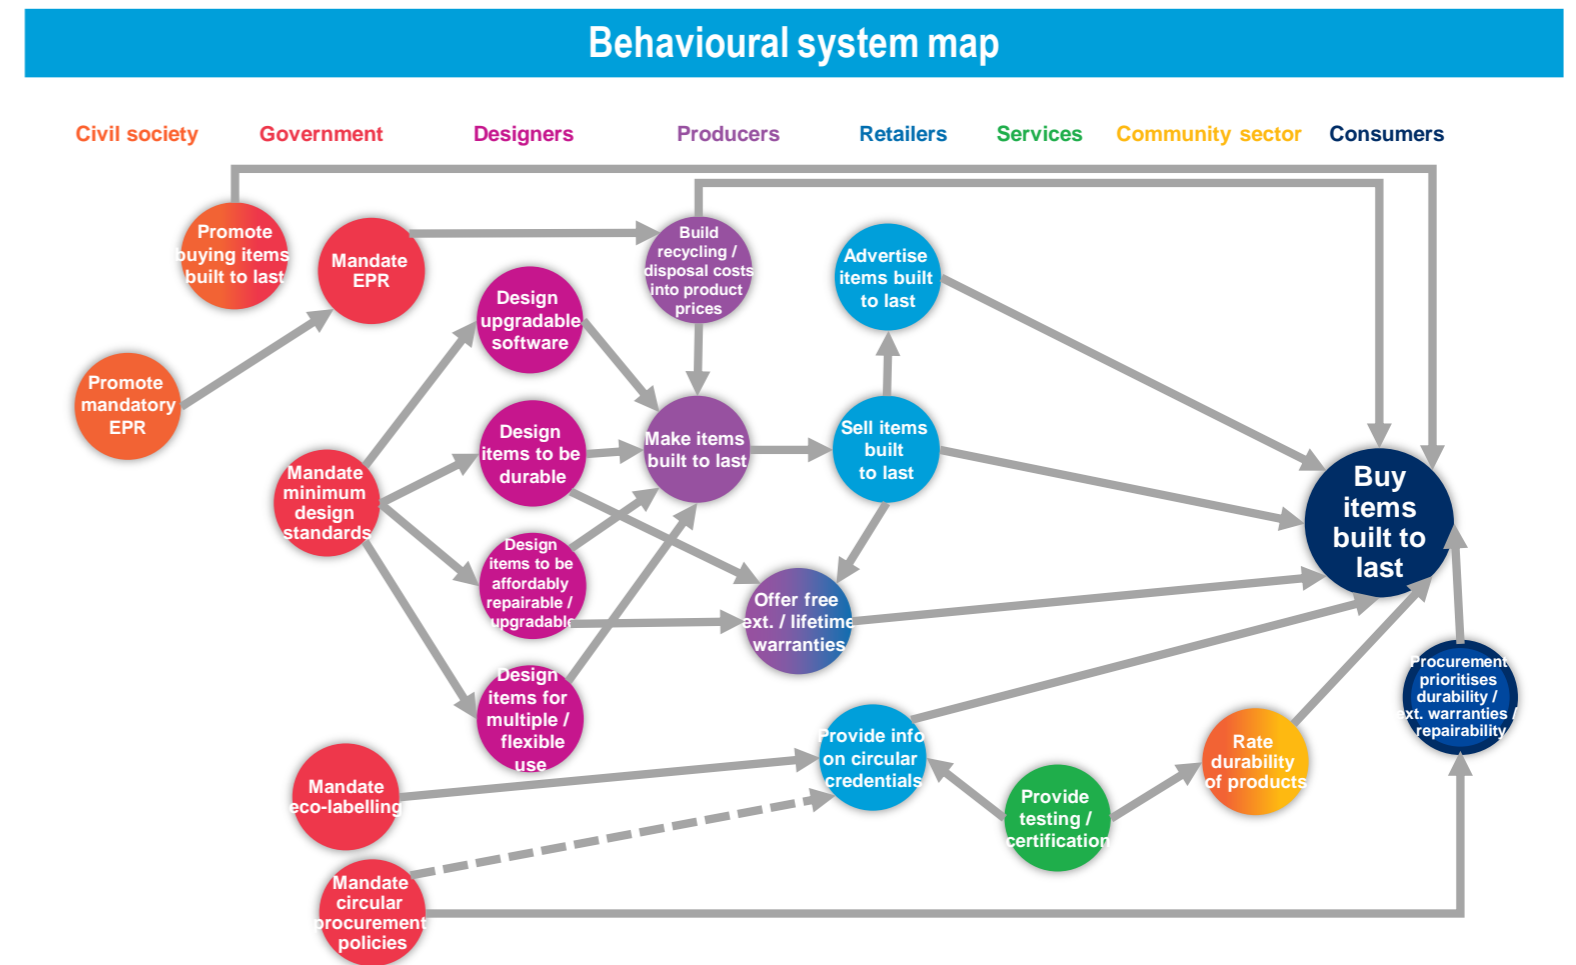 Behavioural system map
Civil society
Government
Designers
Producers
Retailers
Services
Community sector
Consumers
Promote
buying items
built to last
Mandate
EPR
Promote
mandatory
EPR
Mandate
minimum
design
standards
Design
upgradable
software
Design
items to be
durable
Design
items to be
affordably
repairable /
upgradable
Design
items for
multiple /
flexible
use
Build
recycling /
disposal costs
into product
prices
Make items
built to last
Advertise
items built
to last
Sell items
built
to last
Offer free
ext. / lifetime
warranties
Buy
items
built to
last
Procurement
prioritises
durability /
ext. warranties /
repairability
Provide info
on circular
credentials
Rate
durability
of products
Provide
testing /
certification
Mandate
eco-labelling
Mandate
circular
procurement
policies